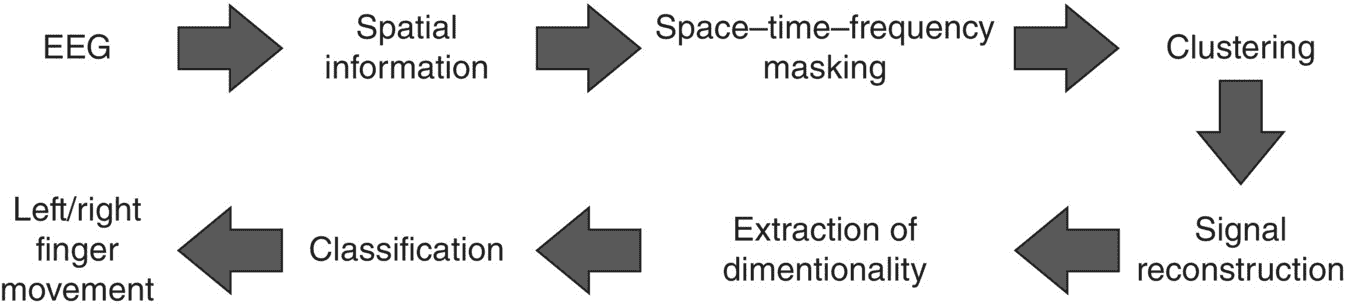 EEG
Spatial
information
Space–time–frequency
masking
Clustering
Left/right
finger
movement
Classification
Extraction of
dimentionality
Signal
reconstruction